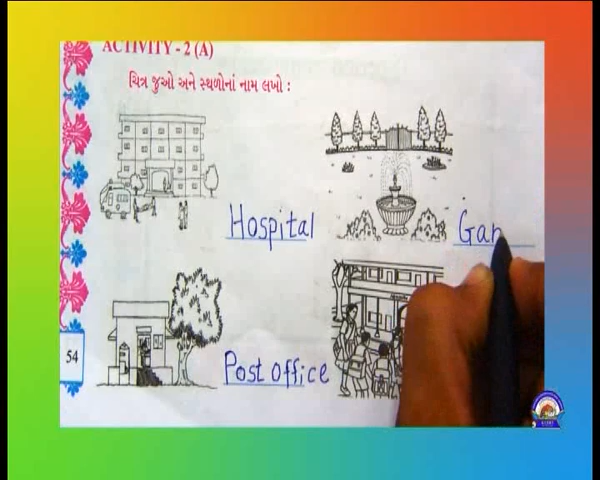 ACTIVITY - 2 (A)
ચિત્ર જુઓ અને સ્થળોનાં નામ લખો :
Hospital
Gar
Post office
54